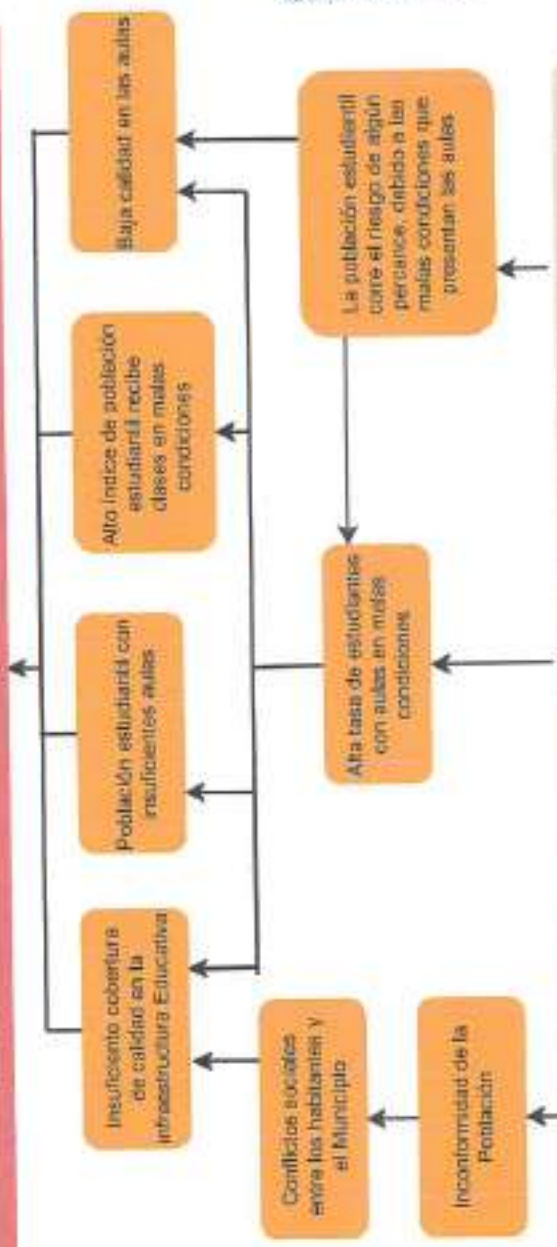 Insuficiente cobertura
de calidad en la
infraestructura Educativa
Población estudiantil con
insuficientes aulas
Alto índice de población
estudiantil recibe
clases en malas
condiciones
Baja calidad en las aulas
Conflictos sociales
entre los habitantes y
el Municipio
Alta tasa de estudiantes
con aulas en malas
condiciones
La población estudiantil
corre el riesgo de algún
percance, debido a las
malas condiciones que
presentan las aulas
Inconformidad de la
Población